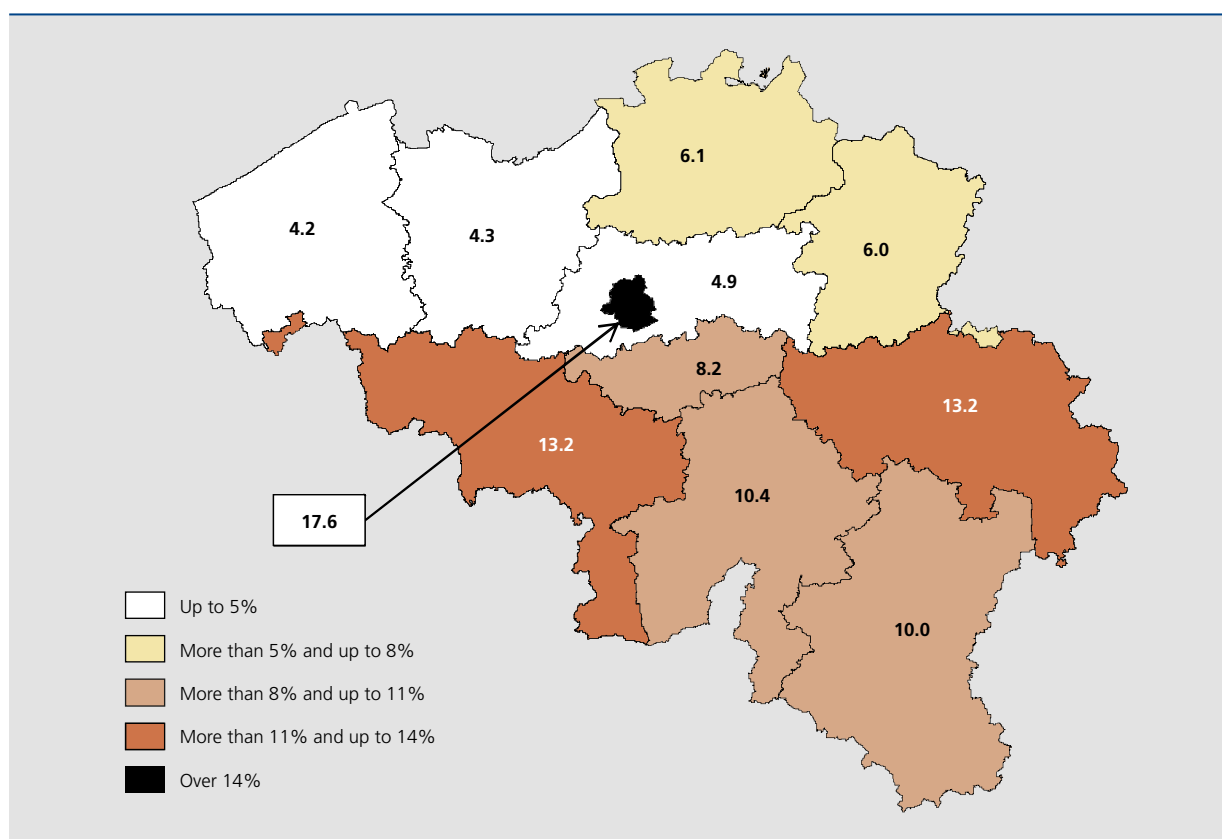 6.1
4.2
4.3
6.0
4.9
8.2
13.2
13.2
10.4
17.6
10.0
Up to 5%
More than 5% and up to 8%
More than 8% and up to 11%
More than 11% and up to 14%
Over 14%